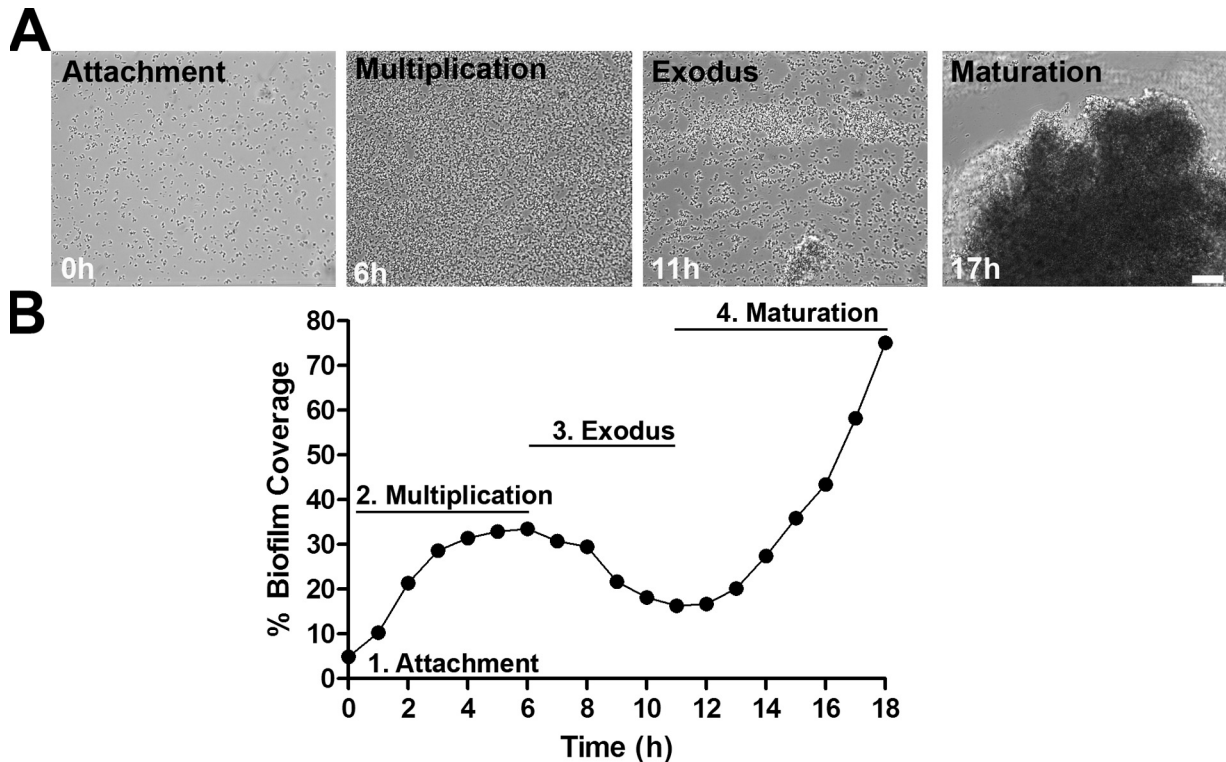 A
Attachment
Multiplication
Exodus
Maturation
0h
6h
11h
17h
B
80
70
60
50
40
30
20
10
0
% Biofilm Coverage
4. Maturation
3. Exodus
2. Multiplication
1. Attachment
0 2 4 6 8 10 12 14 16 18
Time (h)